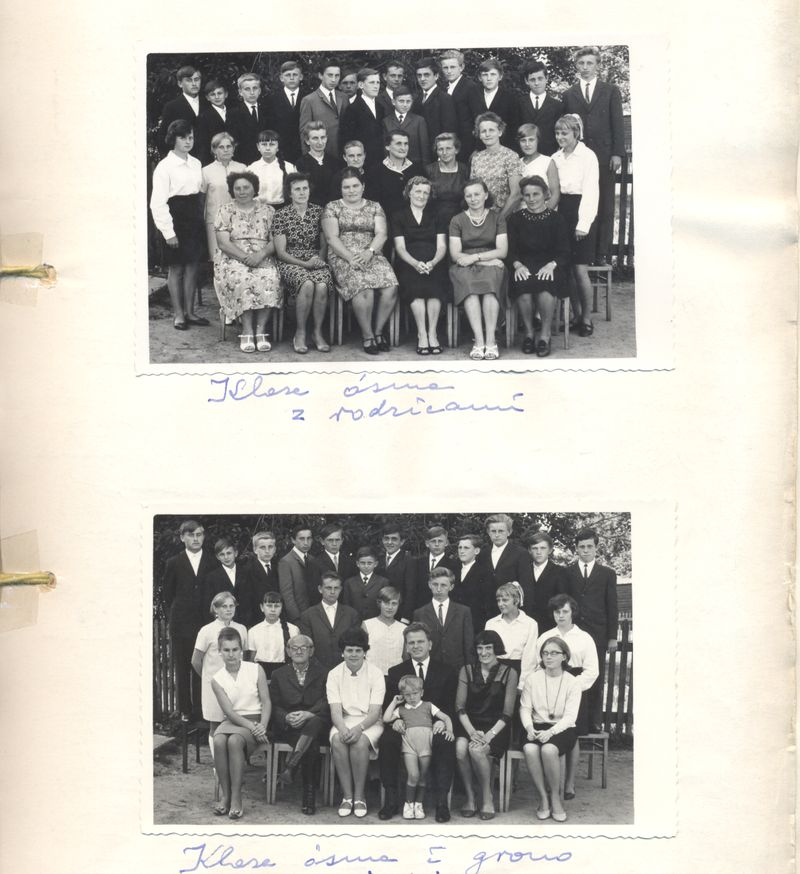 Klasa ósma
z rodzicami
Klasa ósma i grono